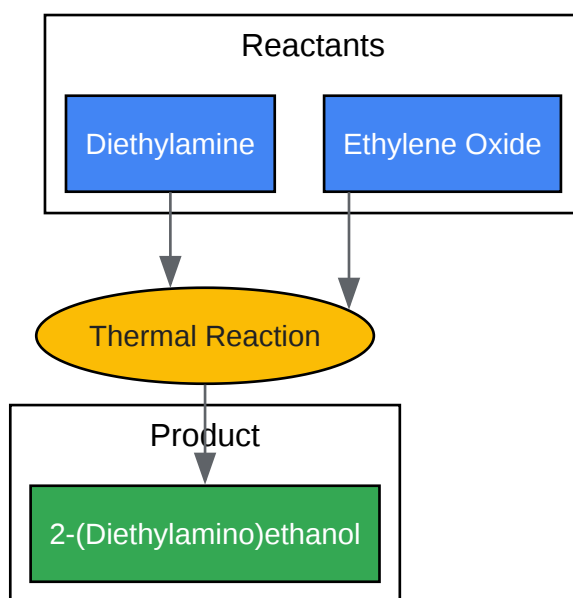 Reactants
Diethylamine
Ethylene Oxide
Thermal Reaction
Product
2-(Diethylamino)ethanol